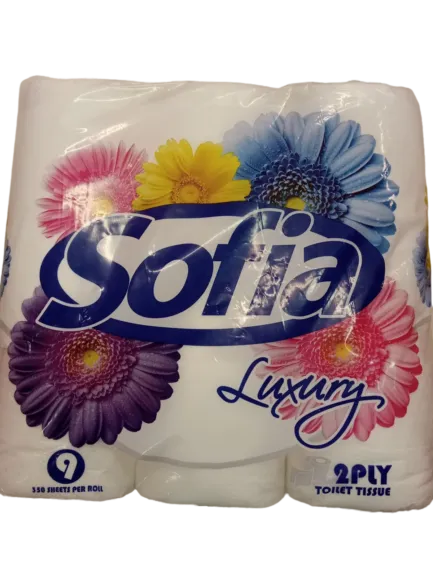 Sofia
Luxury
9
350 SHEETS PER ROLL
2PLY
TOILET TISSUE